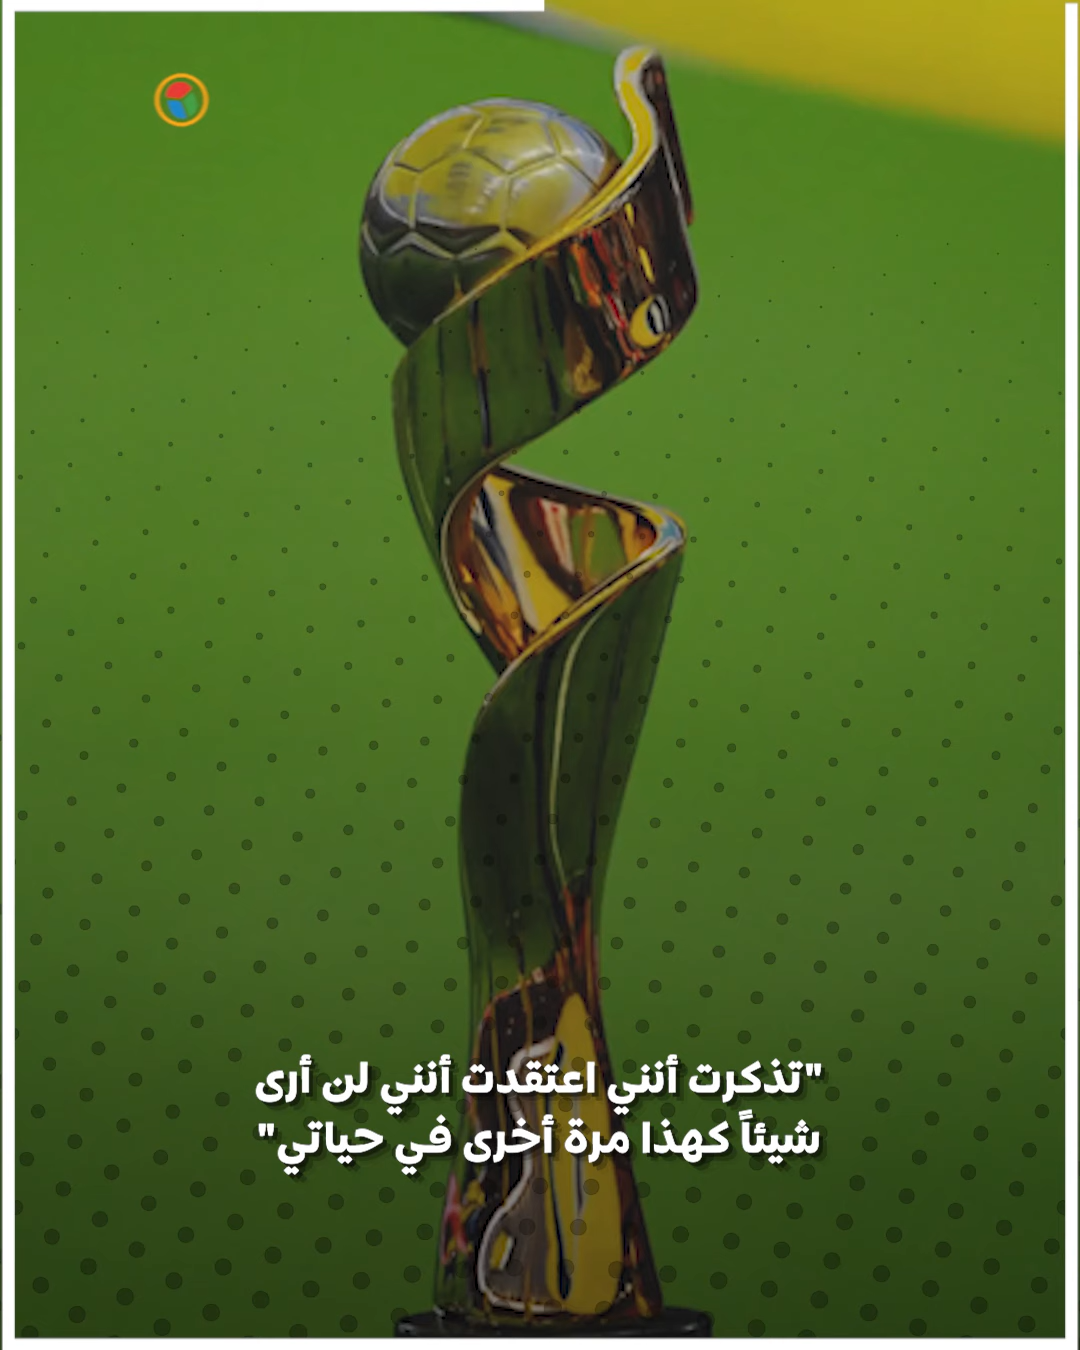 "تذكرت أنني اعتقدت أنني لن أرى
شيئاً كهذا مرة أخرى في حياتي"